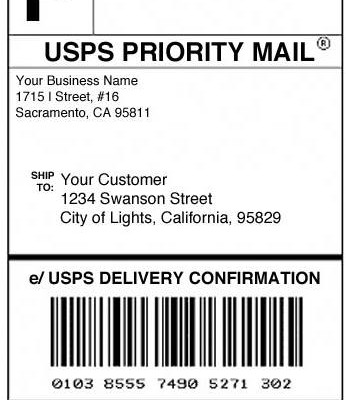 USPS PRIORITY MAIL®
Your Business Name
1715 I Street, #16
Sacramento, CA 95811
SHIP TO: Your Customer
1234 Swanson Street
City of Lights, California, 95829
e/ USPS DELIVERY CONFIRMATION
0103 8555 7490 5271 302